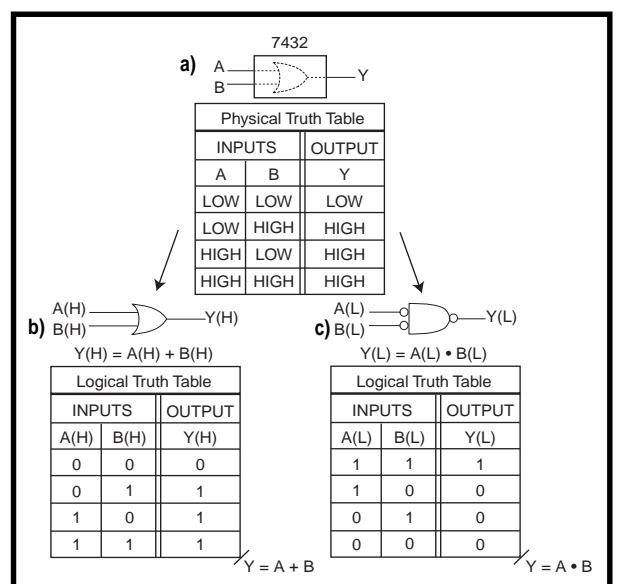 7432
a) A
B
Y
Physical Truth Table
INPUTS OUTPUT
A B Y
LOW LOW LOW
LOW HIGH HIGH
HIGH LOW HIGH
HIGH HIGH HIGH
b) A(H)
B(H)
Y(H)
Y(H) = A(H) + B(H)
Logical Truth Table
INPUTS OUTPUT
A(H) B(H) Y(H)
0 0 0
0 1 1
1 0 1
1 1 1
Y = A + B
c) A(L)
B(L)
Y(L)
Y(L) = A(L) • B(L)
Logical Truth Table
INPUTS OUTPUT
A(L) B(L) Y(L)
1 1 1
1 0 0
0 1 0
0 0 0
Y = A • B